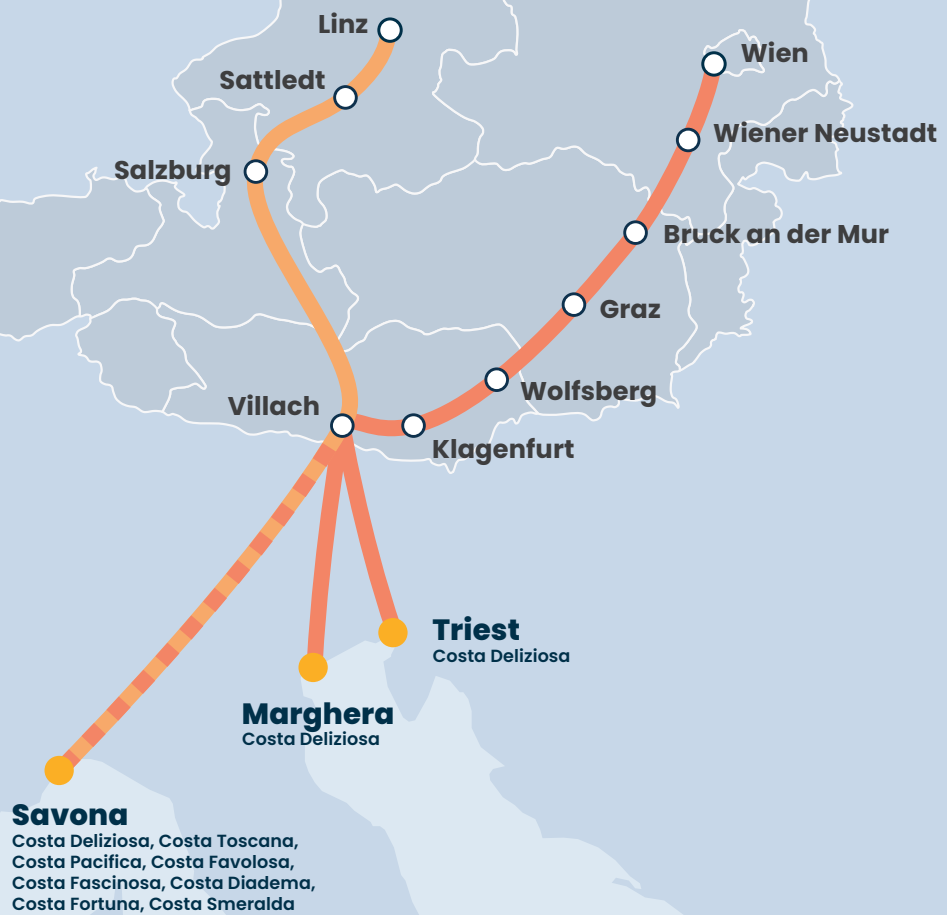 Linz
Wien
Sattledt
Wiener Neustadt
Salzburg
Bruck an der Mur
Graz
Wolfsberg
Villach
Klagenfurt
Triest
Costa Deliziosa
Marghera
Costa Deliziosa
Savona
Costa Deliziosa, Costa Toscana,
Costa Pacifica, Costa Favolosa,
Costa Fascinosa, Costa Diadema,
Costa Fortuna, Costa Smeralda